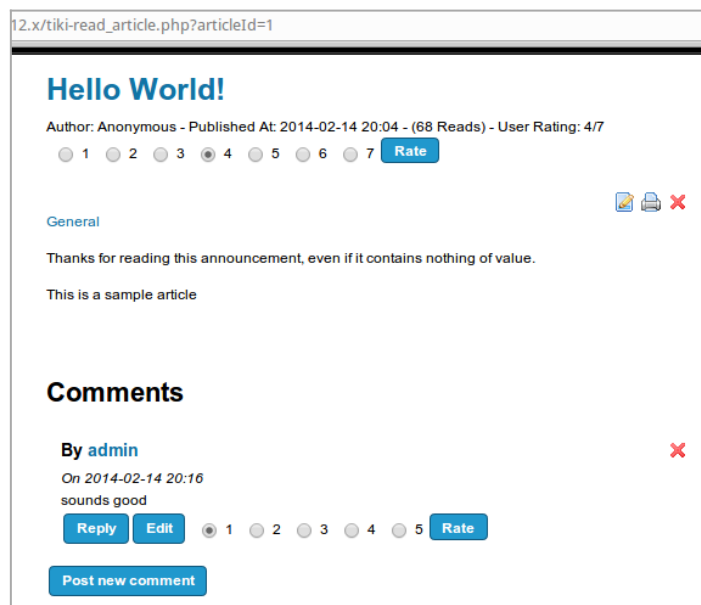 12.x/tiki-read_article.php?articleId=1
Hello World!
Author: Anonymous - Published At: 2014-02-14 20:04 - (68 Reads) - User Rating: 4/7
1 2 3 4 5 6 7 Rate
General
Thanks for reading this announcement, even if it contains nothing of value.
This is a sample article
Comments
By admin
On 2014-02-14 20:16
sounds good
Reply Edit 1 2 3 4 5 Rate
Post new comment